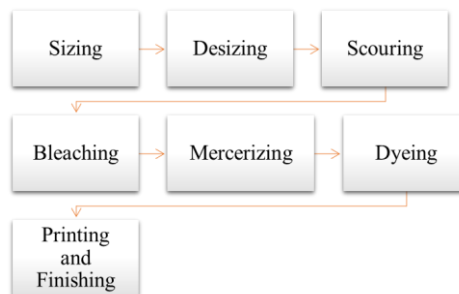 Sizing
Desizing
Scouring
Bleaching
Mercerizing
Dyeing
Printing
and
Finishing